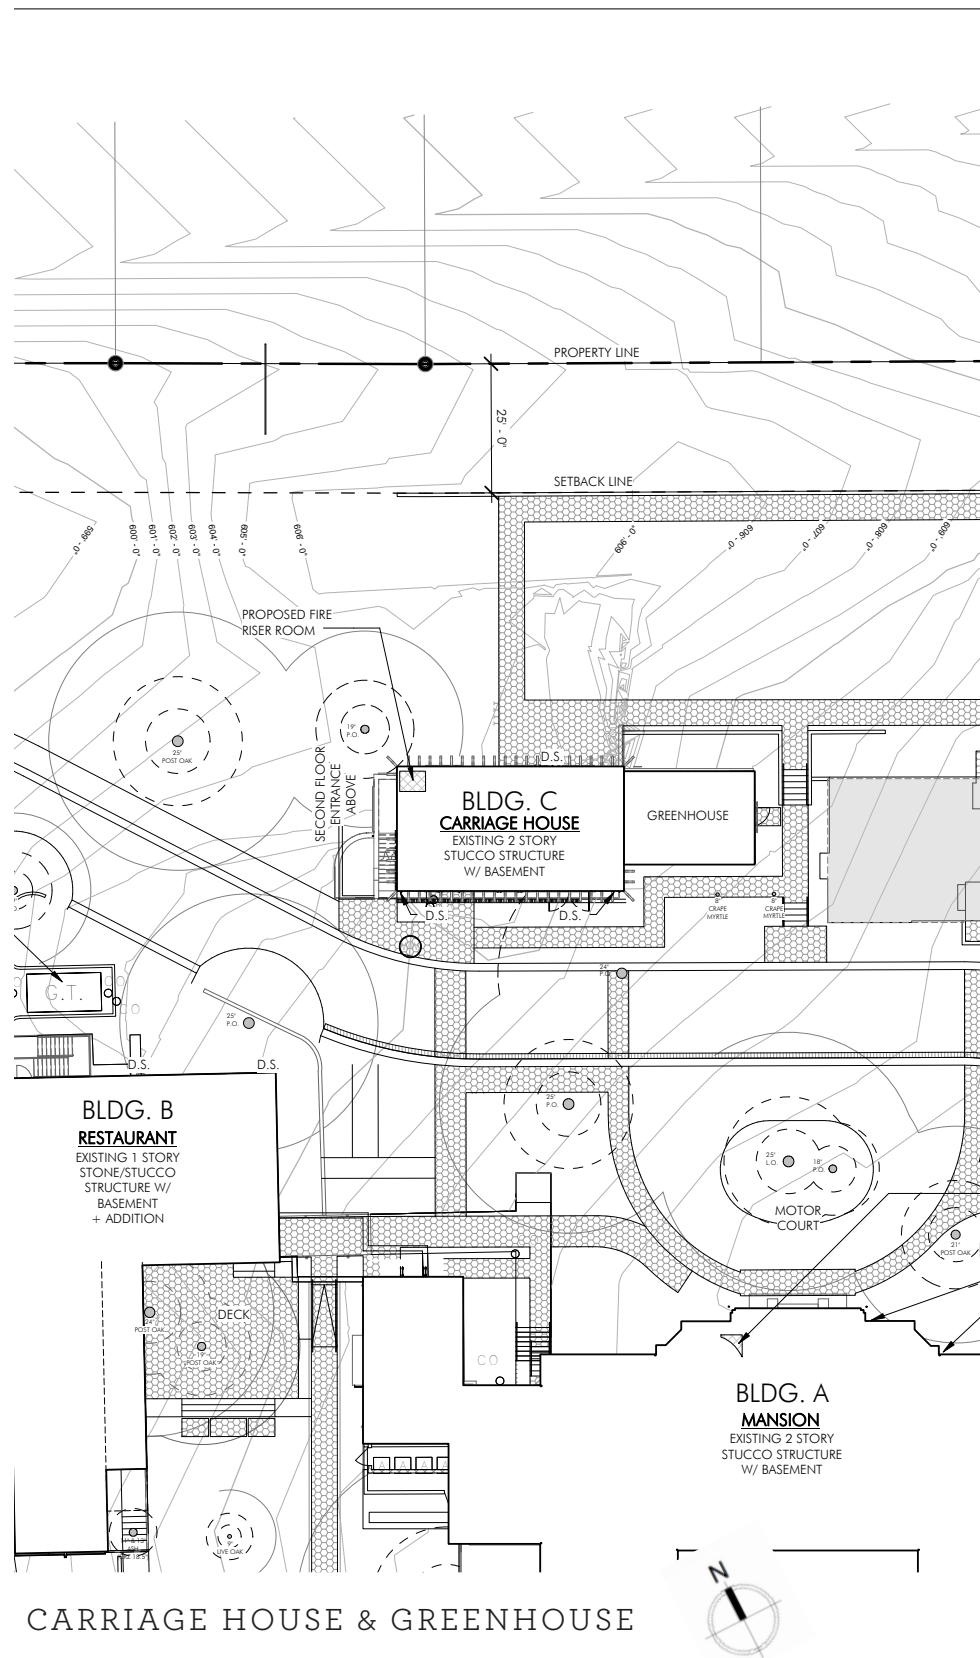 PROPERTY LINE
25' - 0"
SETBACK LINE
599' - 0"
600' - 0"
601' - 0"
602' - 0"
603' - 0"
604' - 0"
605' - 0"
606' - 0"
606' - 0"
606' - 0"
607' - 0"
608' - 0"
609' - 0"
PROPOSED FIRE
RISER ROOM
25"
POST OAK
19"
P.O.
SECOND FLOOR
ENTRANCE
ABOVE
D.S.
BLDG. C
CARRIAGE HOUSE
EXISTING 2 STORY
STUCCO STRUCTURE
W/ BASEMENT
GREENHOUSE
D.S.
D.S.
8"
CRAPE
MYRTLE
8"
CRAPE
MYRTLE
24"
P.O.
G.T.
CO
25"
P.O.
D.S.
D.S.
BLDG. B
RESTAURANT
EXISTING 1 STORY
STONE/STUCCO
STRUCTURE W/
BASEMENT
+ ADDITION
25"
P.O.
25"
L.O.
18"
P.O.
MOTOR
COURT
21"
POST OAK
DECK
24"
POST OAK
19"
POST OAK
CO
BLDG. A
MANSION
EXISTING 2 STORY
STUCCO STRUCTURE
W/ BASEMENT
9"
LIVE OAK
ASH
N
CARRIAGE HOUSE & GREENHOUSE